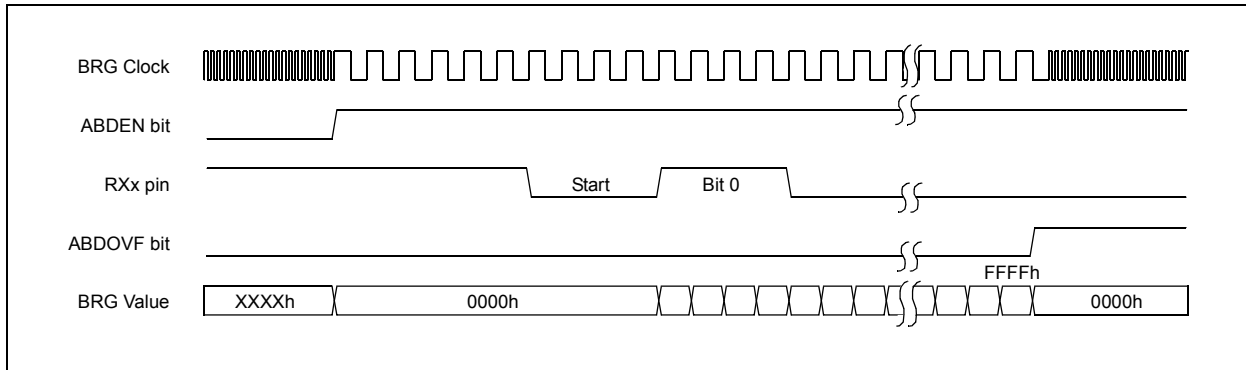 BRG Clock
ABDEN bit
RXx pin
Start
Bit 0
ABDOVF bit
FFFFh
BRG Value
XXXXh
0000h
0000h